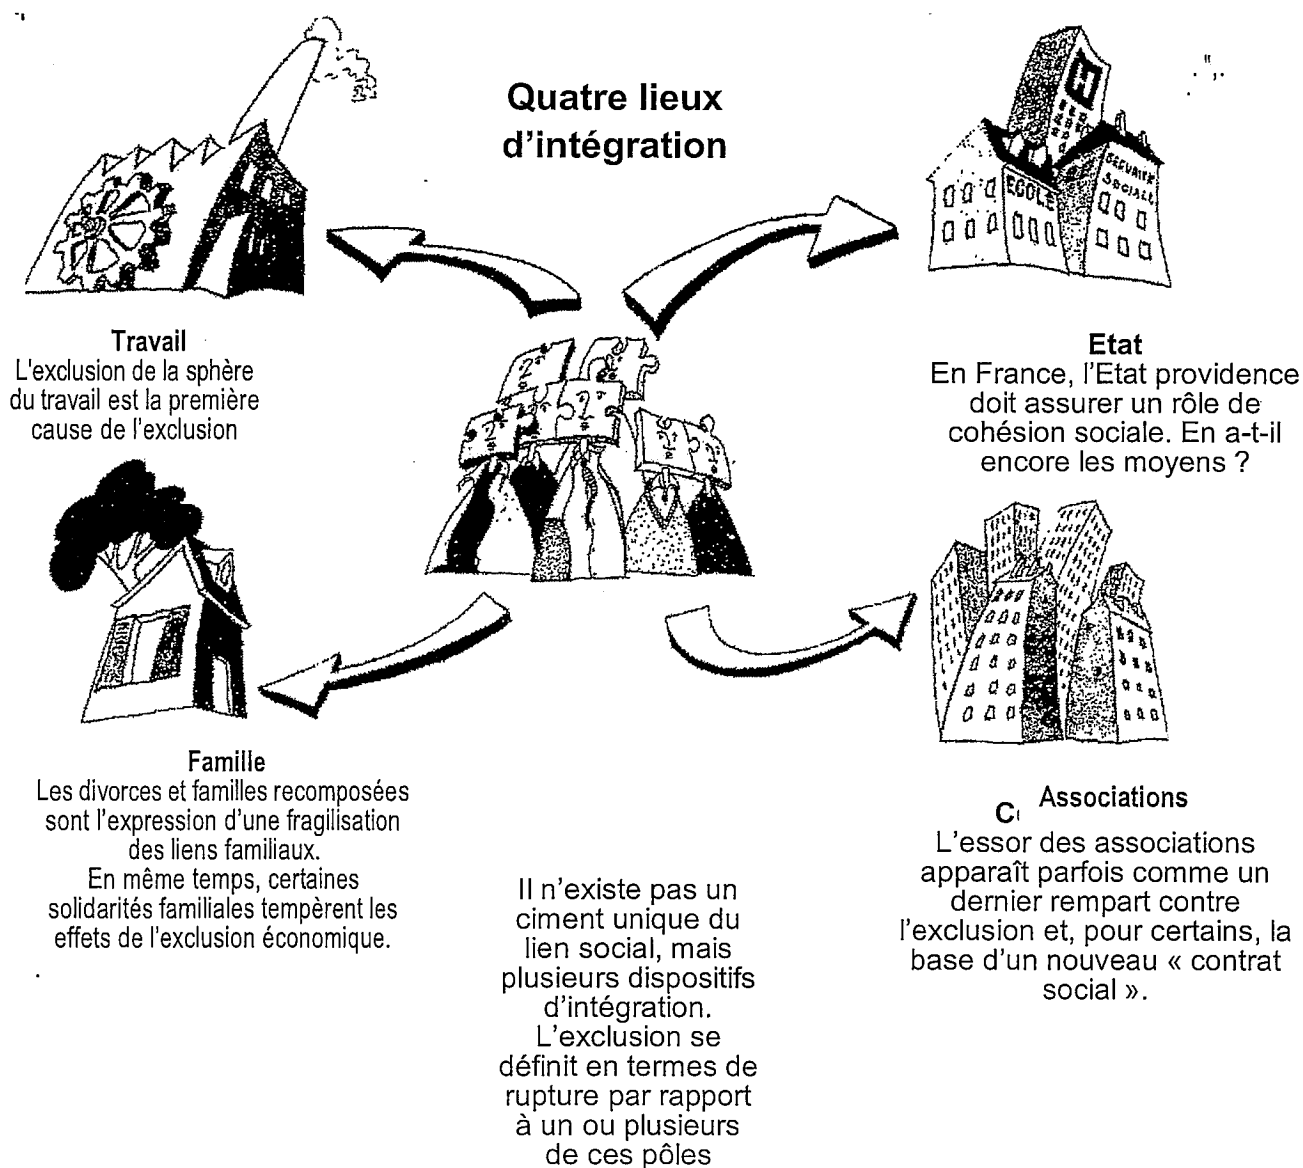 Quatre lieux
d'intégration
H
ECOLE
SERVICE
SOCIALE
Travail
L'exclusion de la sphère
du travail est la première
cause de l'exclusion
Etat
En France, l'Etat providence
doit assurer un rôle de
cohésion sociale. En a-t-il
encore les moyens ?
Famille
Les divorces et familles recomposées
sont l'expression d'une fragilisation
des liens familiaux.
En même temps, certaines
solidarités familiales tempèrent les
effets de l'exclusion économique.
Associations
C
L'essor des associations
apparaît parfois comme un
dernier rempart contre
l'exclusion et, pour certains, la
base d'un nouveau « contrat
social ».
Il n'existe pas un
ciment unique du
lien social, mais
plusieurs dispositifs
d'intégration.
L'exclusion se
définit en termes de
rupture par rapport
à un ou plusieurs
de ces pôles